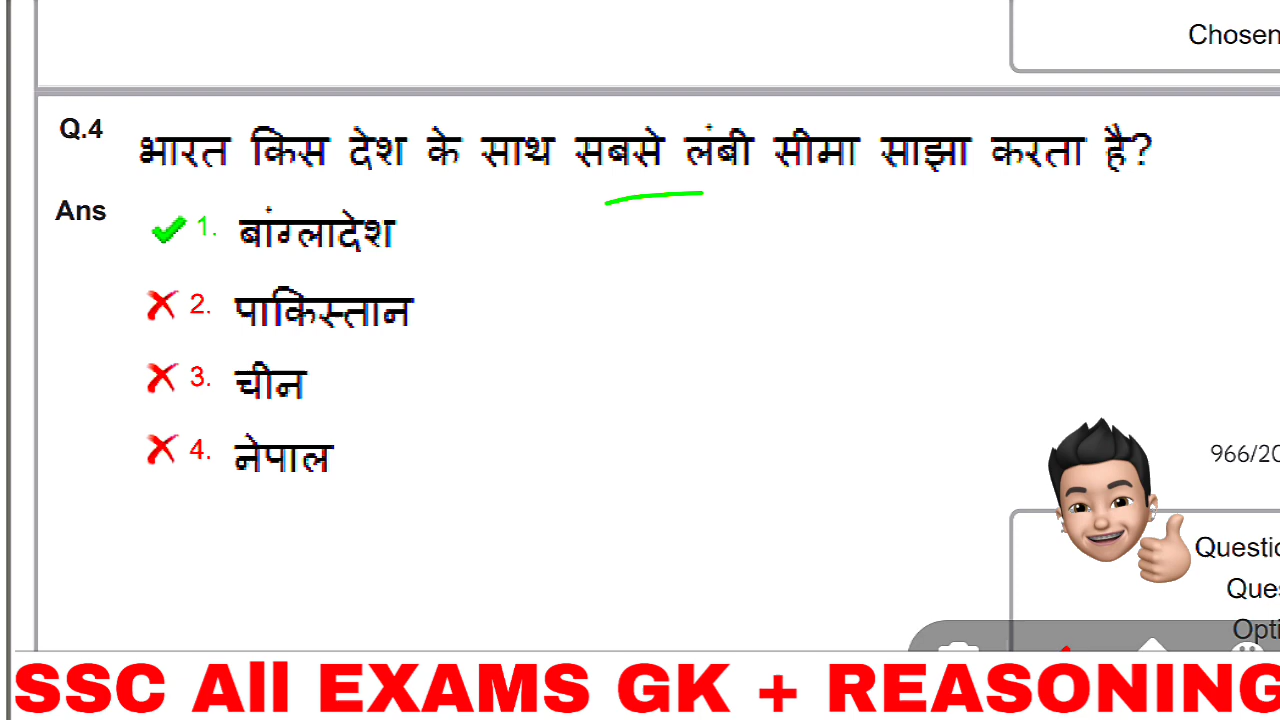 Chosen
Q.4 भारत किस देश के साथ सबसे लंबी सीमा साझा करता है?
Ans 1. बांग्लादेश
2. पाकिस्तान
3. चीन
4. नेपाल
966/20
Questio
Ques
Opti
SSC All EXAMS GK + REASONING